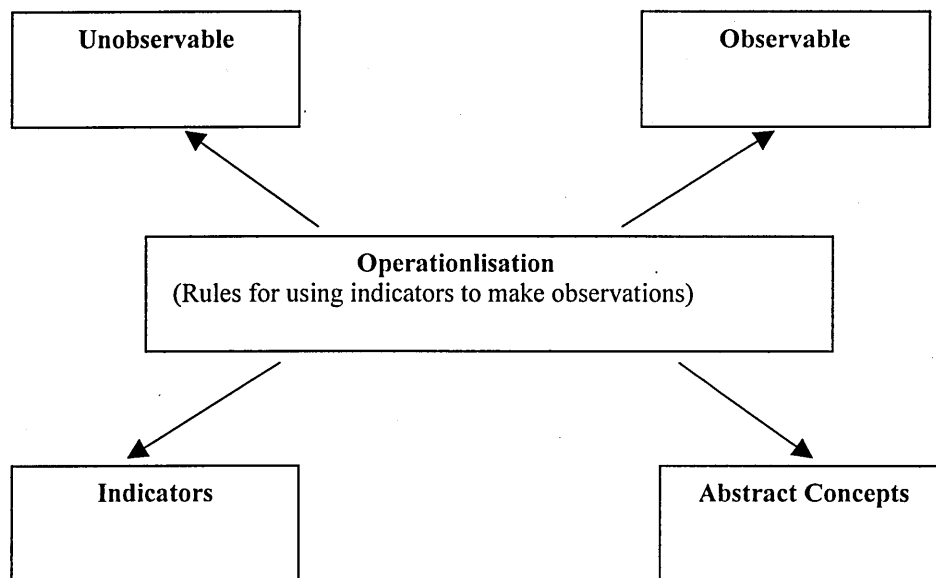 Unobservable
Observable
Operationlisation
(Rules for using indicators to make observations)
Indicators
Abstract Concepts